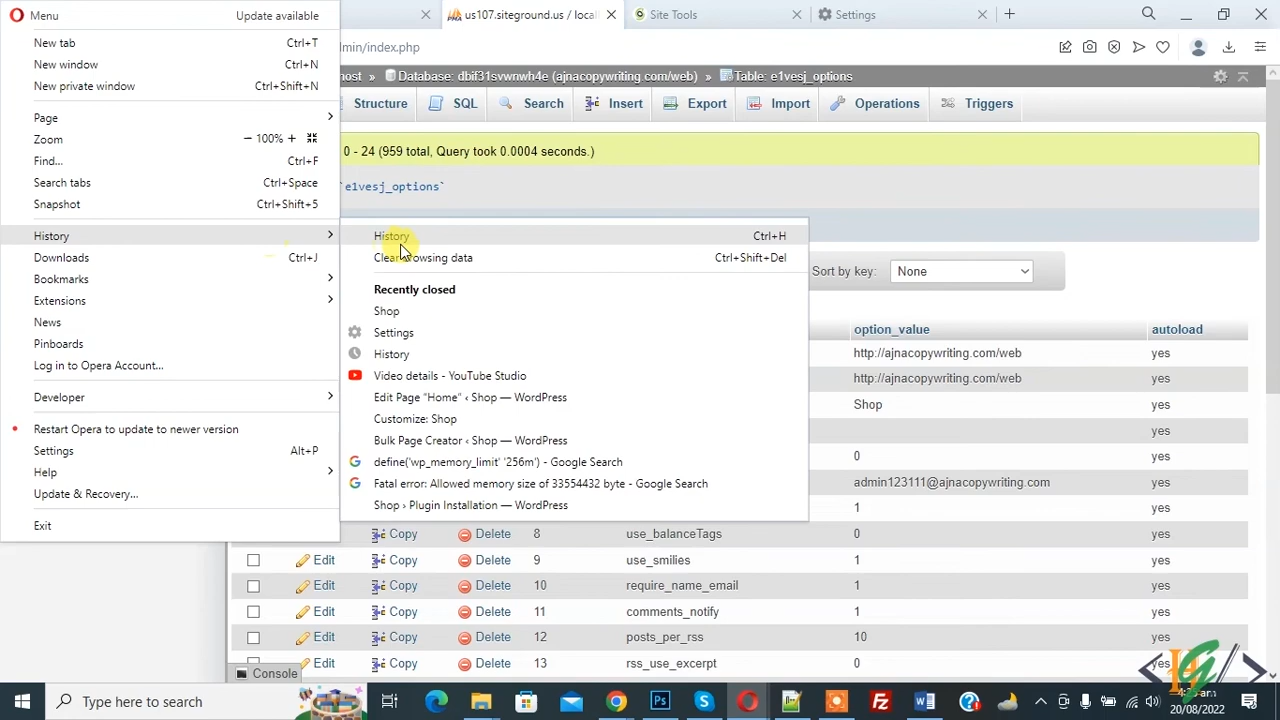 Menu Update available
us107.siteground.us / local
Site Tools
Settings
New tab Ctrl+T
New window Ctrl+N
New private window Ctrl+Shift+N
Page
Zoom 100%
Find... Ctrl+F
Search tabs Ctrl+Space
Snapshot Ctrl+Shift+5
History
Downloads Ctrl+J
Bookmarks
Extensions
News
Pinboards
Log in to Opera Account...
Developer
Restart Opera to update to newer version
Settings Alt+P
Help
Update & Recovery...
Exit
History Ctrl+H
Clear browsing data Ctrl+Shift+Del
Recently closed
Shop
Settings
History
Video details - YouTube Studio
Edit Page "Home" ‹ Shop — WordPress
Customize: Shop
Bulk Page Creator ‹ Shop — WordPress
define('wp_memory_limit' '256m') - Google Search
Fatal error: Allowed memory size of 33554432 byte - Google Search
Shop › Plugin Installation — WordPress
dmin/index.php
host » Database: dbif31svwnwh4e (ajnacopywriting.com/web) » Table: e1vesj_options
Structure SQL Search Insert Export Import Operations Triggers
0 - 24 (959 total, Query took 0.0004 seconds.)
`e1vesj_options`
Sort by key: None
option_value autoload
http://ajnacopywriting.com/web yes
http://ajnacopywriting.com/web yes
Shop yes
yes
0 yes
admin123111@ajnacopywriting.com yes
1 yes
Copy Delete 8 use_balanceTags 0 yes
Edit Copy Delete 9 use_smilies 1 yes
Edit Copy Delete 10 require_name_email 1 yes
Edit Copy Delete 11 comments_notify 1 yes
Edit Copy Delete 12 posts_per_rss 10 yes
Edit Copy Delete 13 rss_use_excerpt 0 yes
Console
Type here to search
20/08/2022